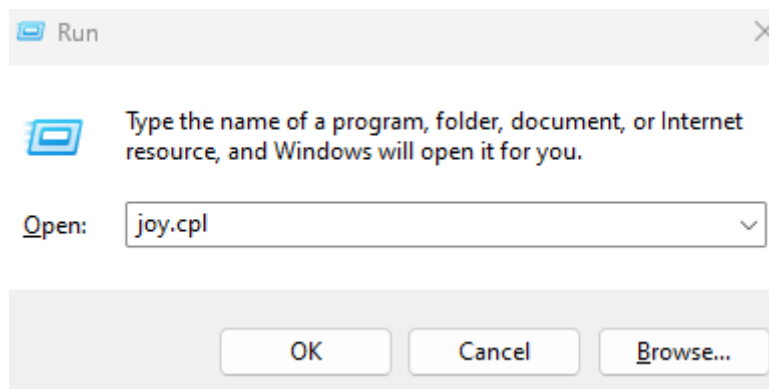 Run
Type the name of a program, folder, document, or Internet
resource, and Windows will open it for you.
Open: joy.cpl
OK Cancel Browse...